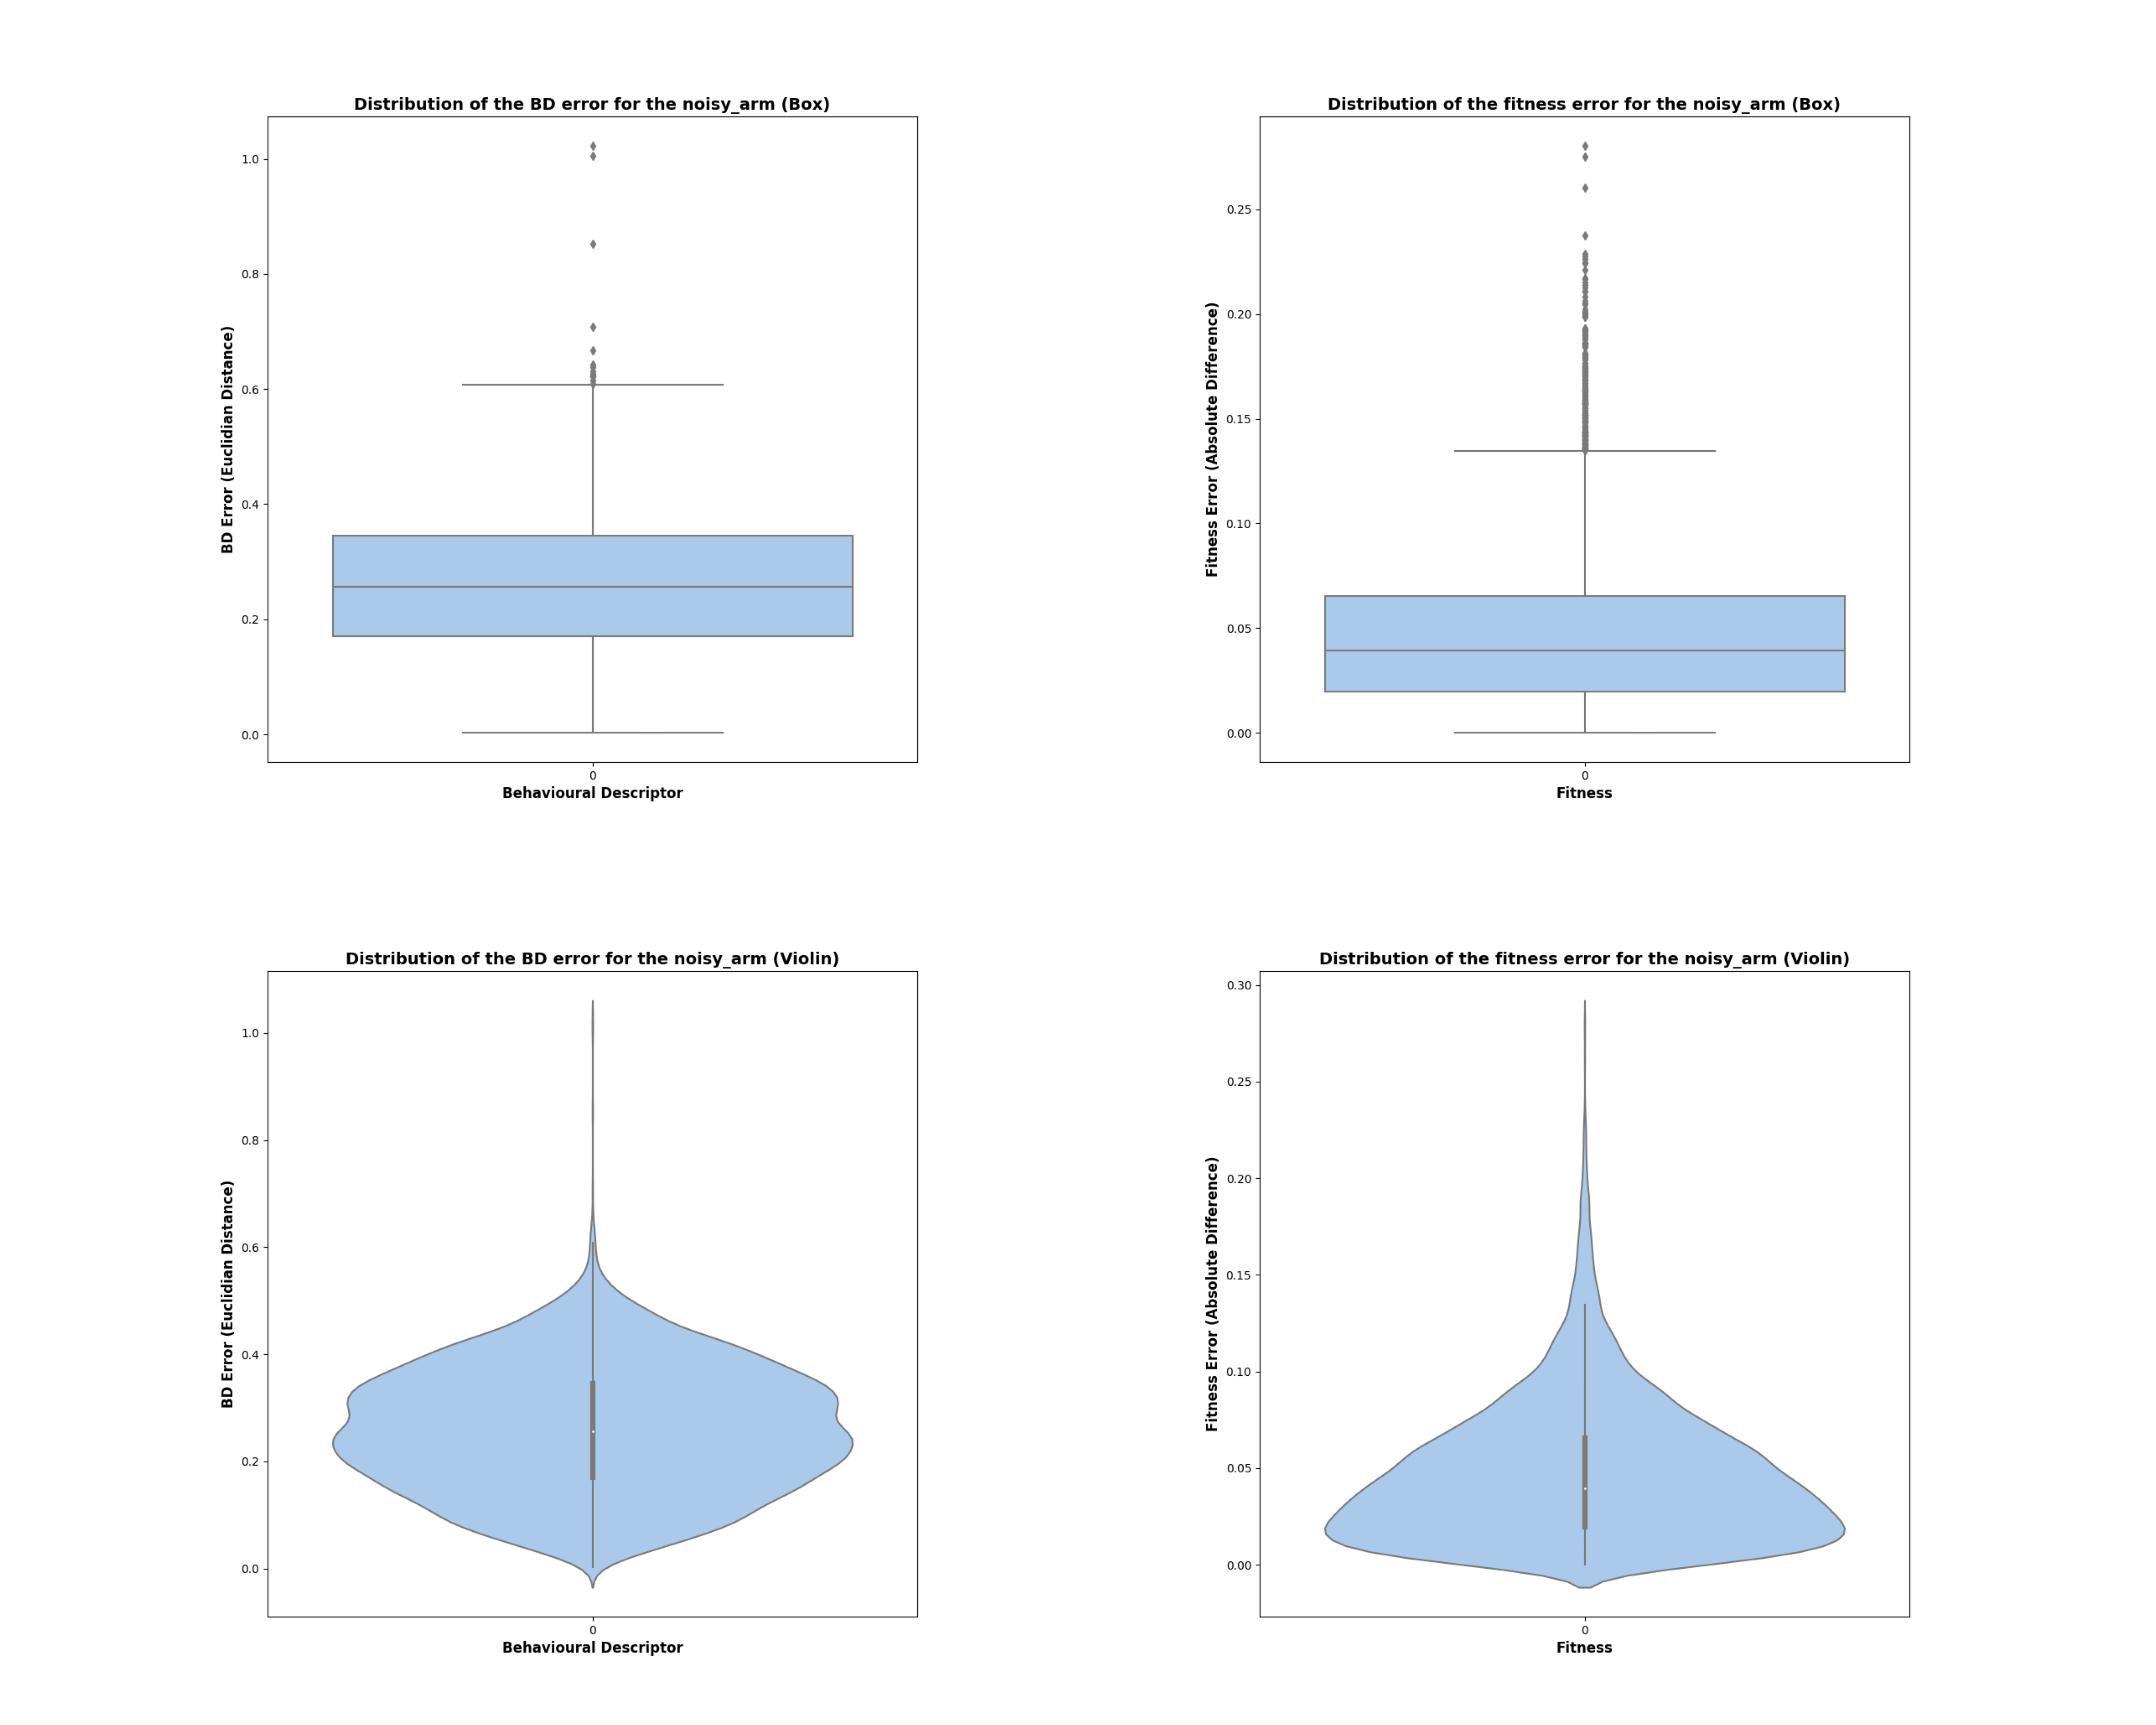 Distribution of the BD error for the noisy_arm (Box)
1.0
0.8
0.6
0.4
0.2
0.0
BD Error (Euclidian Distance)
0
Behavioural Descriptor
Distribution of the fitness error for the noisy_arm (Box)
0.25
0.20
0.15
0.10
0.05
0.00
Fitness Error (Absolute Difference)
0
Fitness
Distribution of the BD error for the noisy_arm (Violin)
1.0
0.8
0.6
0.4
0.2
0.0
BD Error (Euclidian Distance)
0
Behavioural Descriptor
Distribution of the fitness error for the noisy_arm (Violin)
0.30
0.25
0.20
0.15
0.10
0.05
0.00
Fitness Error (Absolute Difference)
0
Fitness